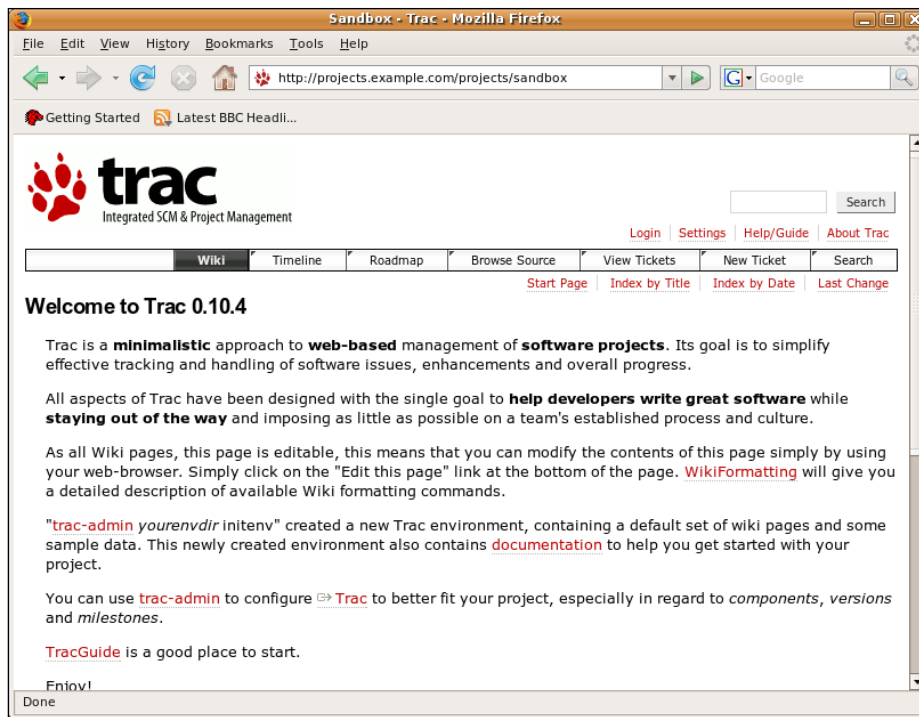 Sandbox - Trac - Mozilla Firefox
File Edit View History Bookmarks Tools Help
http://projects.example.com/projects/sandbox
G Google
Getting Started Latest BBC Headli...
trac
Integrated SCM & Project Management
Search
Login Settings Help/Guide About Trac
Wiki Timeline Roadmap Browse Source View Tickets New Ticket Search
Start Page Index by Title Index by Date Last Change
Welcome to Trac 0.10.4
Trac is a minimalistic approach to web-based management of software projects. Its goal is to simplify
effective tracking and handling of software issues, enhancements and overall progress.
All aspects of Trac have been designed with the single goal to help developers write great software while
staying out of the way and imposing as little as possible on a team's established process and culture.
As all Wiki pages, this page is editable, this means that you can modify the contents of this page simply by using
your web-browser. Simply click on the "Edit this page" link at the bottom of the page. WikiFormatting will give you
a detailed description of available Wiki formatting commands.
"trac-admin yourenvdir initenv" created a new Trac environment, containing a default set of wiki pages and some
sample data. This newly created environment also contains documentation to help you get started with your
project.
You can use trac-admin to configure Trac to better fit your project, especially in regard to components, versions
and milestones.
TracGuide is a good place to start.
Enjoy!
Done